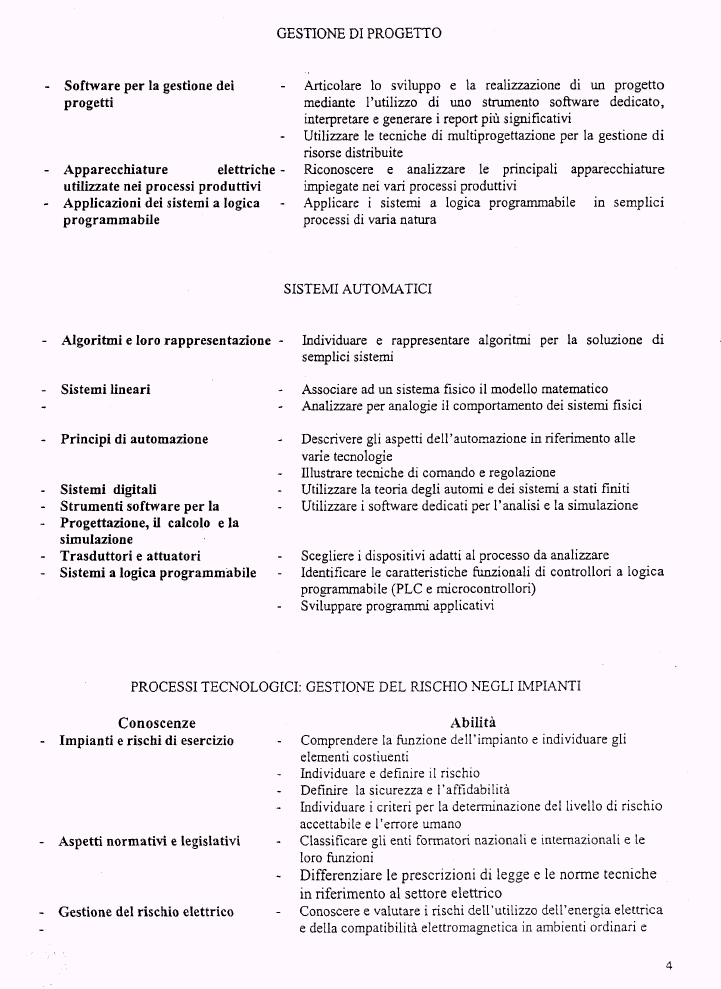 GESTIONE DI PROGETTO
- Software per la gestione dei - Articolare lo sviluppo e la realizzazione di un progetto
progetti mediante l'utilizzo di uno strumento software dedicato,
interpretare e generare i report più significativi
- Utilizzare le tecniche di multiprogettazione per la gestione di
risorse distribuite
- Apparecchiature elettriche - Riconoscere e analizzare le principali apparecchiature
utilizzate nei processi produttivi impiegate nei vari processi produttivi
- Applicazioni dei sistemi a logica - Applicare i sistemi a logica programmabile in semplici
programmabile processi di varia natura
SISTEMI AUTOMATICI
- Algoritmi e loro rappresentazione - Individuare e rappresentare algoritmi per la soluzione di
semplici sistemi
- Sistemi lineari - Associare ad un sistema fisico il modello matematico
- - Analizzare per analogie il comportamento dei sistemi fisici
- Principi di automazione - Descrivere gli aspetti dell'automazione in riferimento alle
varie tecnologie
- Illustrare tecniche di comando e regolazione
- Sistemi digitali - Utilizzare la teoria degli automi e dei sistemi a stati finiti
- Strumenti software per la - Utilizzare i software dedicati per l'analisi e la simulazione
- Progettazione, il calcolo e la
simulazione
- Trasduttori e attuatori - Scegliere i dispositivi adatti al processo da analizzare
- Sistemi a logica programmabile - Identificare le caratteristiche funzionali di controllori a logica
programmabile (PLC e microcontrollori)
- Sviluppare programmi applicativi
PROCESSI TECNOLOGICI: GESTIONE DEL RISCHIO NEGLI IMPIANTI
Conoscenze Abilità
- Impianti e rischi di esercizio - Comprendere la funzione dell'impianto e individuare gli
elementi costiuenti
- Individuare e definire il rischio
- Definire la sicurezza e l'affidabilità
- Individuare i criteri per la determinazione del livello di rischio
accettabile e l'errore umano
- Aspetti normativi e legislativi - Classificare gli enti formatori nazionali e internazionali e le
loro funzioni
- Differenziare le prescrizioni di legge e le norme tecniche
in riferimento al settore elettrico
- Gestione del rischio elettrico - Conoscere e valutare i rischi dell'utilizzo dell'energia elettrica
- e della compatibilità elettromagnetica in ambienti ordinari e
4